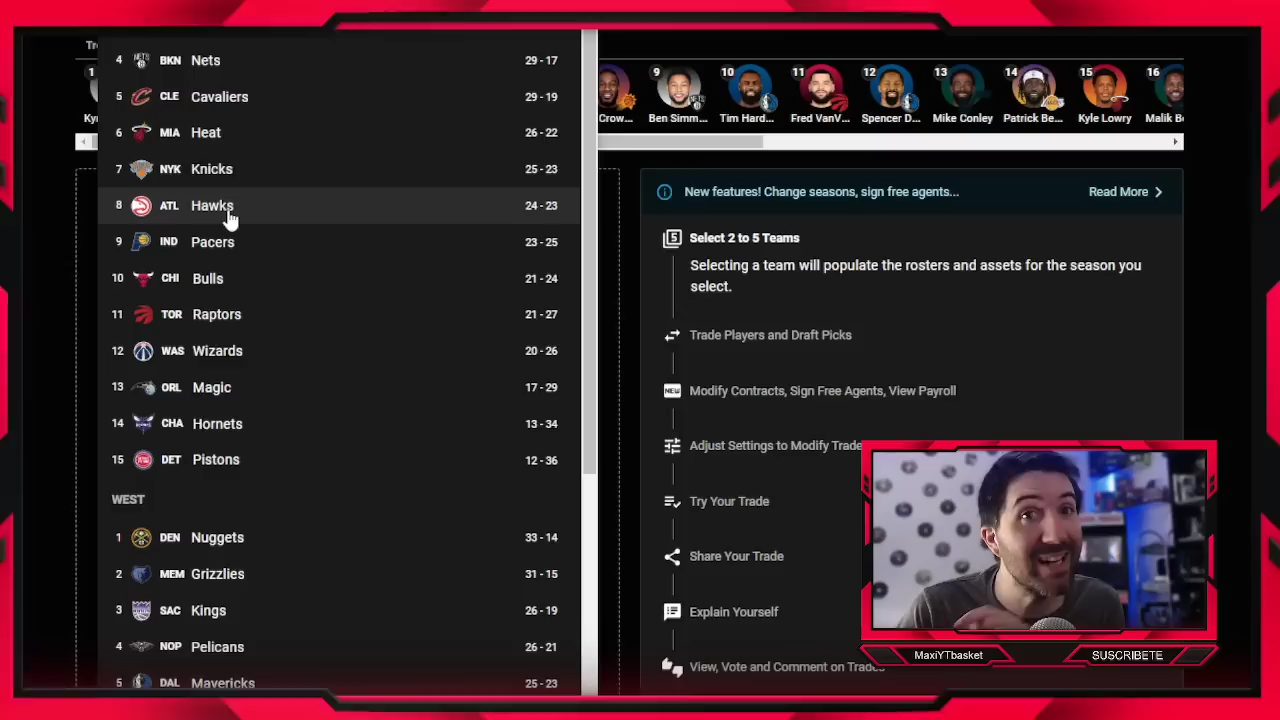 Tr
4 BKN Nets 29 - 17
5 CLE Cavaliers 29 - 19
6 MIA Heat 26 - 22
7 NYK Knicks 25 - 23
8 ATL Hawks 24 - 23
9 IND Pacers 23 - 25
10 CHI Bulls 21 - 24
11 TOR Raptors 21 - 27
12 WAS Wizards 20 - 26
13 ORL Magic 17 - 29
14 CHA Hornets 13 - 34
15 DET Pistons 12 - 36
WEST
1 DEN Nuggets 33 - 14
2 MEM Grizzlies 31 - 15
3 SAC Kings 26 - 19
4 NOP Pelicans 26 - 21
5 DAL Mavericks 25 - 23
1 9 10 11 12 13 14 15 16
Ky Crow... Ben Simm... Tim Hard... Fred VanV... Spencer D... Mike Conley Patrick Be... Kyle Lowry Malik B
New features! Change seasons, sign free agents... Read More
5 Select 2 to 5 Teams
Selecting a team will populate the rosters and assets for the season you
select.
Trade Players and Draft Picks
NEW Modify Contracts, Sign Free Agents, View Payroll
Adjust Settings to Modify Trade
Try Your Trade
Share Your Trade
Explain Yourself
View, Vote and Comment on Trades
MaxiYTbasket SUSCRIBETE